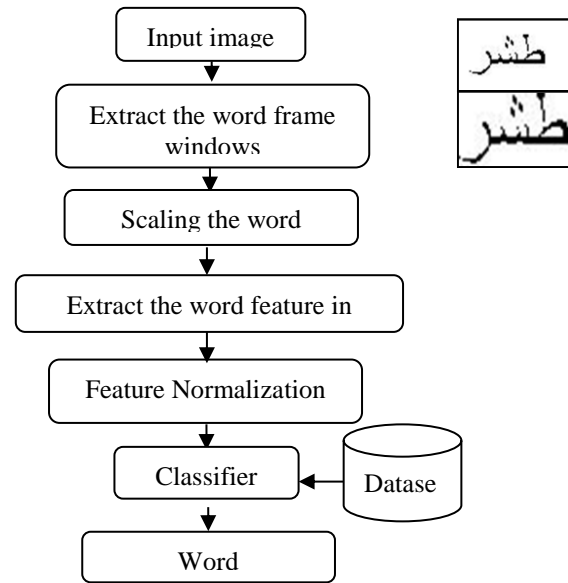 Input image
Extract the word frame
windows
Scaling the word
Extract the word feature in
Feature Normalization
Classifier
Datase
Word
طشر
طشر